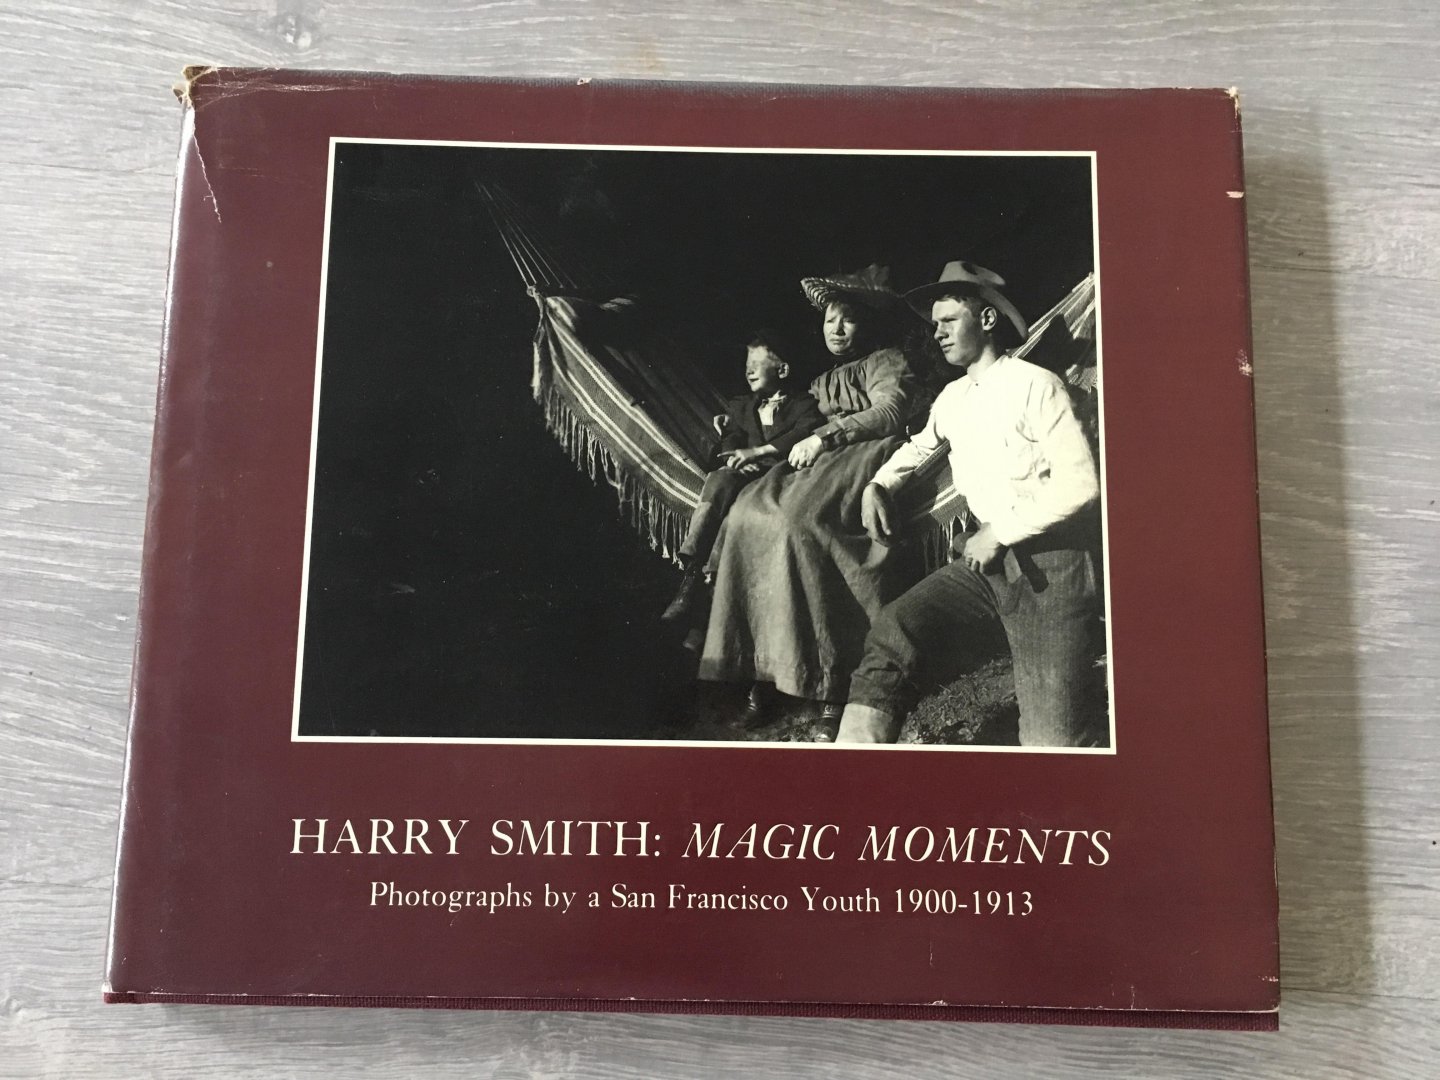 HARRY SMITH: MAGIC MOMENTS
Photographs by a San Francisco Youth 1900-1913